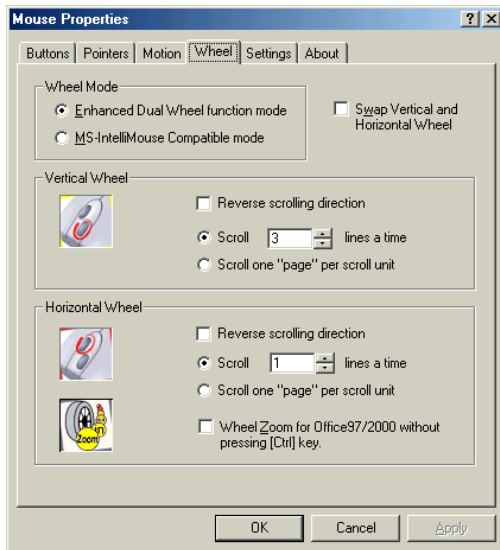 Mouse Properties
Buttons Pointers Motion Wheel Settings About
Wheel Mode
Enhanced Dual Wheel function mode
MS-IntelliMouse Compatible mode
Swap Vertical and
Horizontal Wheel
Vertical Wheel
Reverse scrolling direction
Scroll 3 lines a time
Scroll one "page" per scroll unit
Horizontal Wheel
Reverse scrolling direction
Scroll 1 lines a time
Scroll one "page" per scroll unit
Zoom
in
Wheel Zoom for Office97/2000 without
pressing [Ctrl] key.
OK Cancel Apply